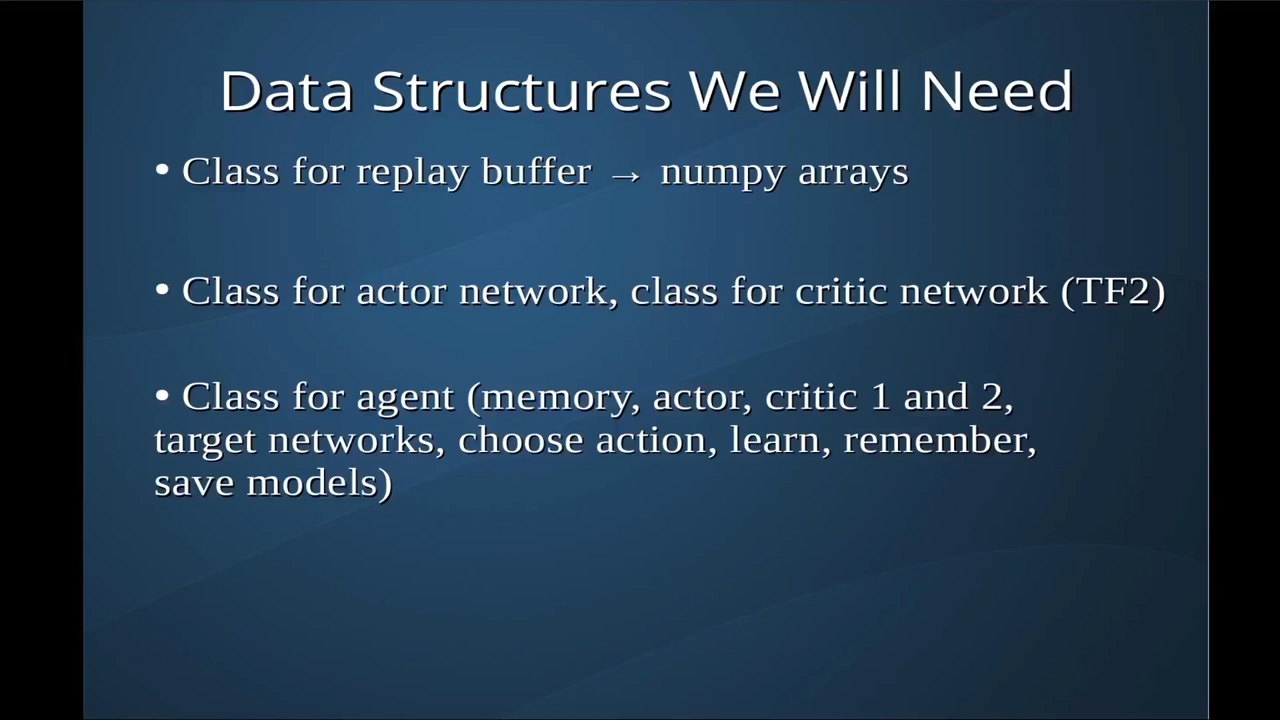 Data Structures We Will Need
• Class for replay buffer → numpy arrays
• Class for actor network, class for critic network (TF2)
• Class for agent (memory, actor, critic 1 and 2,
target networks, choose action, learn, remember,
save models)